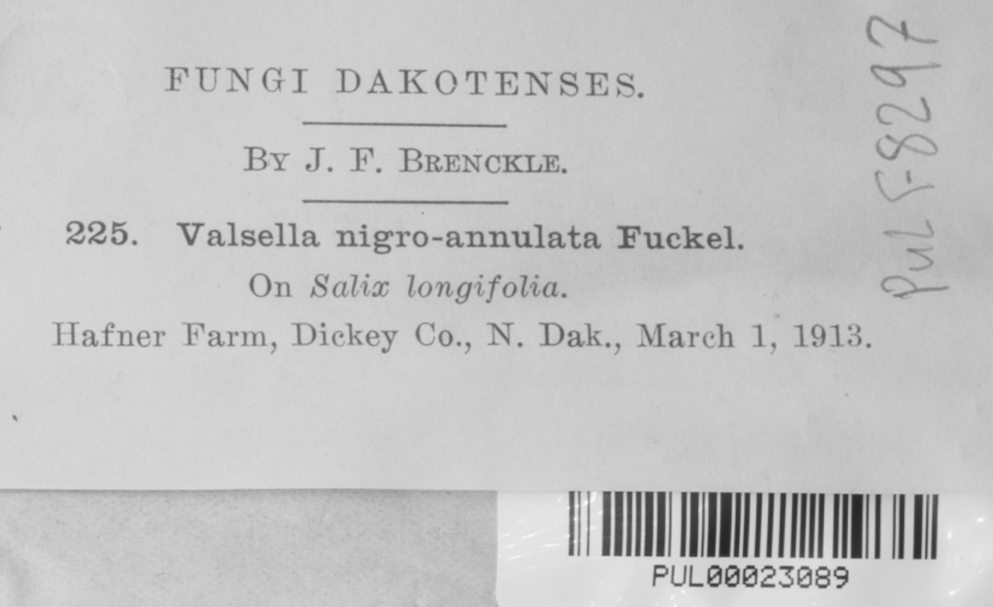 FUNGI DAKOTENSES.
BY J. F. BRENCKLE.
225. Valsella nigro-annulata Fuckel.
On Salix longifolia.
Hafner Farm, Dickey Co., N. Dak., March 1, 1913.
PUL F-8297
PUL00023089